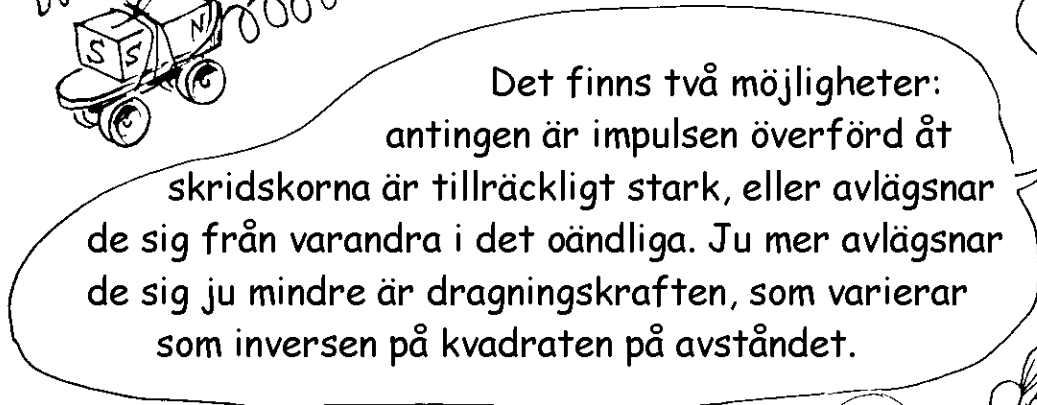 S S N
Det finns två möjligheter:
antingen är impulsen överförd åt
skridskorna är tillräckligt stark, eller avlägsnar
de sig från varandra i det oändliga. Ju mer avlägsnar
de sig ju mindre är dragningskraften, som varierar
som inversen på kvadraten på avståndet.